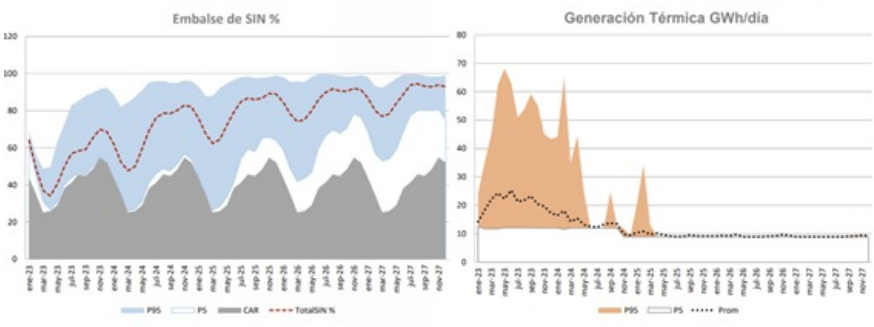 Embalse de SIN %
120
100
80
60
40
20
0
ene-23 mar-23 may-23 jul-23 sep-23 nov-23 ene-24 mar-24 may-24 jul-24 sep-24 nov-24 ene-25 mar-25 may-25 jul-25 sep-25 nov-25 ene-26 mar-26 may-26 jul-26 sep-26 nov-26 ene-27 mar-27 may-27 jul-27 sep-27 nov-27
P95 P5 CAR TotalSIN %
Generación Térmica GWh/día
80
70
60
50
40
30
20
10
0
ene-23 mar-23 may-23 jul-23 sep-23 nov-23 ene-24 mar-24 may-24 jul-24 sep-24 nov-24 ene-25 mar-25 may-25 jul-25 sep-25 nov-25 ene-26 mar-26 may-26 jul-26 sep-26 nov-26 ene-27 mar-27 may-27 jul-27 sep-27 nov-27
P95 P5 Prom